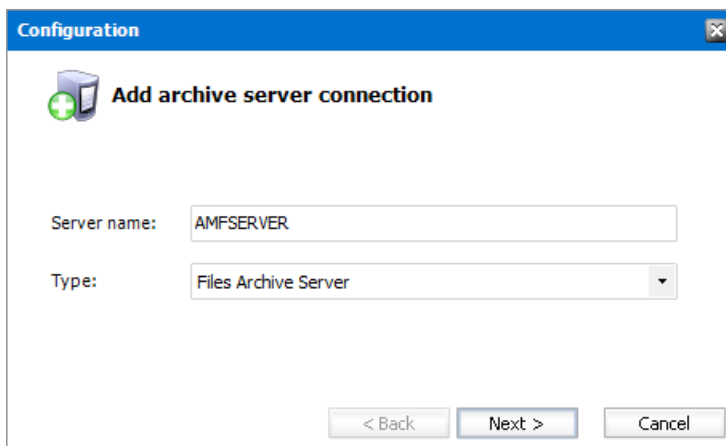 Configuration
Add archive server connection
Server name: AMFSERVER
Type: Files Archive Server
< Back Next > Cancel